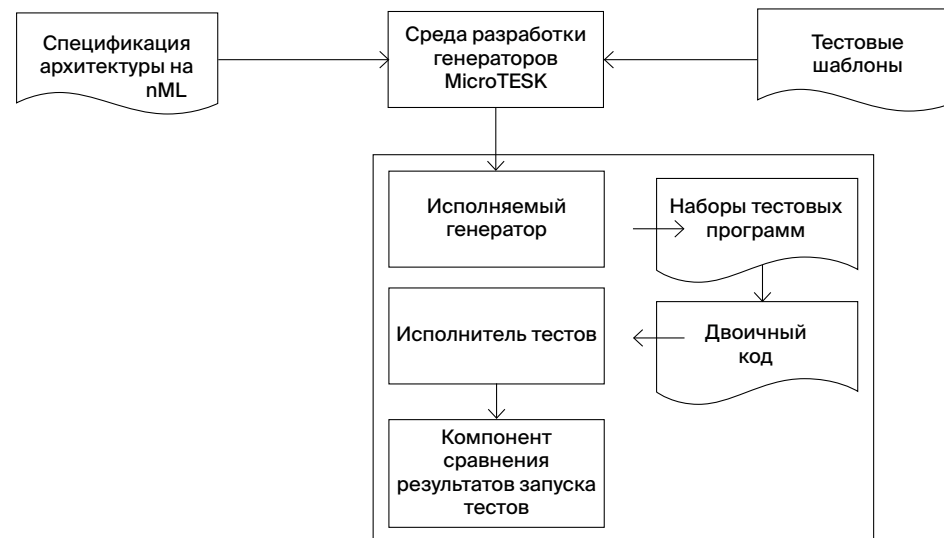 Спецификация
архитектуры на
nML
Среда разработки
генераторов
MicroTESK
Тестовые
шаблоны
Исполняемый
генератор
Наборы тестовых
программ
Исполнитель тестов
Двоичный
код
Компонент
сравнения
результатов запуска
тестов